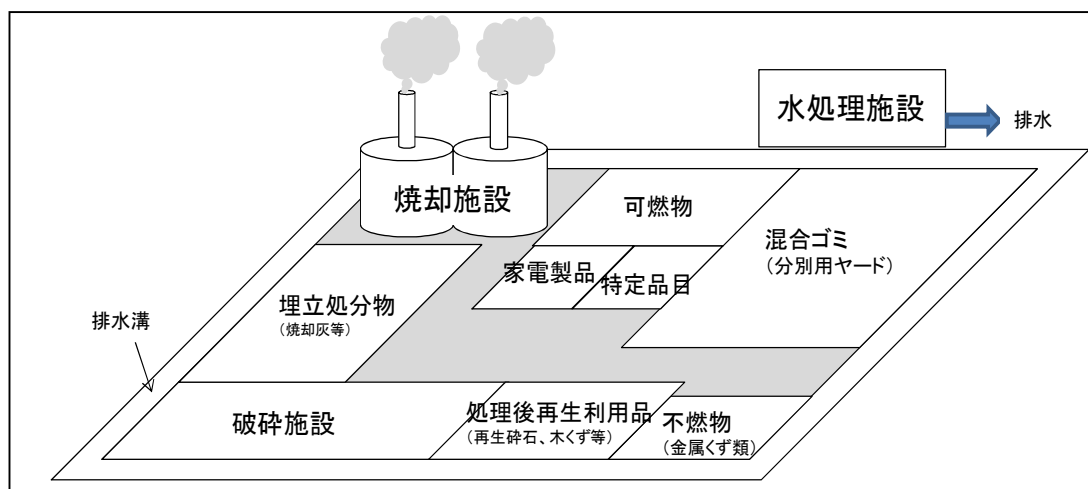 水処理施設
排水
焼却施設
可燃物
混合ゴミ
（分別用ヤード）
家電製品
特定品目
埋立処分物
（焼却灰等）
排水溝
破砕施設
処理後再生利用品
（再生砕石、木くず等）
不燃物
（金属くず類）